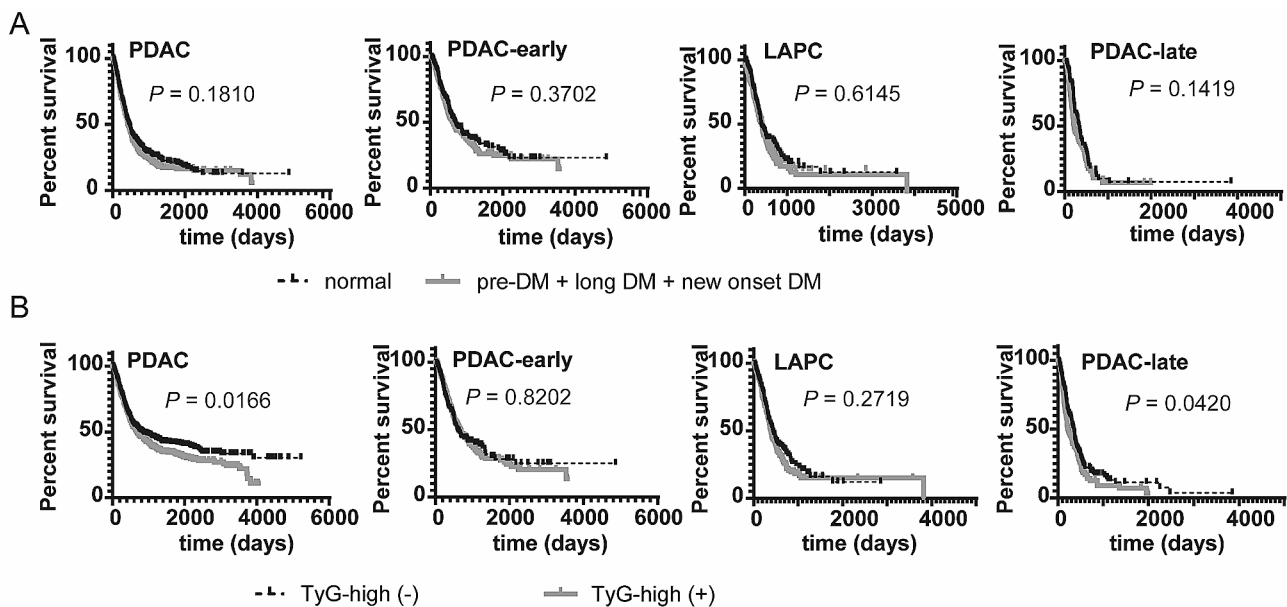 A
PDAC
P = 0.1810
Percent survival
100
50
0
0 2000 4000 6000
time (days)
PDAC-early
P = 0.3702
Percent survival
100
50
0
0 2000 4000 6000
time (days)
LAPC
P = 0.6145
Percent survival
100
50
0
0 1000 2000 3000 4000 5000
time (days)
PDAC-late
P = 0.1419
Percent survival
100
50
0
0 2000 4000
time (days)
normal
pre-DM + long DM + new onset DM
B
PDAC
P = 0.0166
Percent survival
100
50
0
0 2000 4000 6000
time (days)
PDAC-early
P = 0.8202
Percent survival
100
50
0
0 2000 4000 6000
time (days)
LAPC
P = 0.2719
Percent survival
100
50
0
0 2000 4000
time (days)
PDAC-late
P = 0.0420
Percent survival
100
50
0
0 2000 4000
time (days)
TyG-high (-)
TyG-high (+)